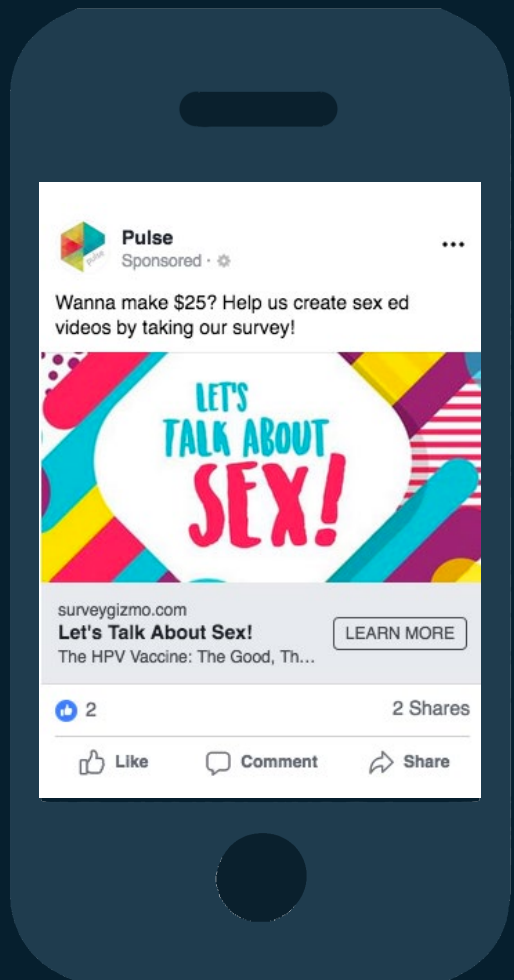 pulse
Pulse
Sponsored ·
Wanna make $25? Help us create sex ed
videos by taking our survey!
LET'S
TALK ABOUT
SEX!
surveygizmo.com
Let's Talk About Sex!
The HPV Vaccine: The Good, Th...
LEARN MORE
2
2 Shares
Like
Comment
Share